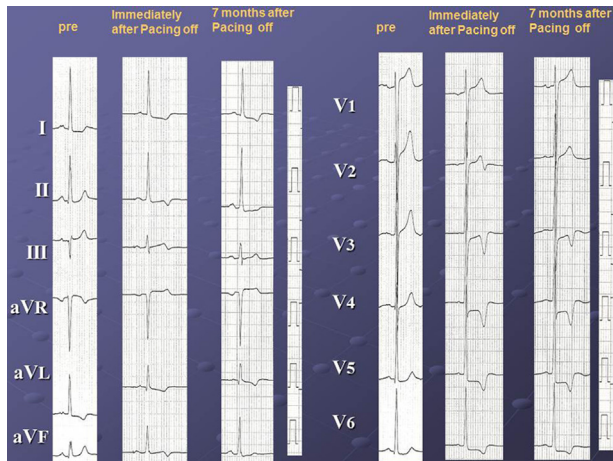 pre
Immediately
after Pacing off
7 months after
Pacing off
I
II
III
aVR
aVL
aVF
pre
Immediately
after Pacing off
7 months after
Pacing off
V1
V2
V3
V4
V5
V6